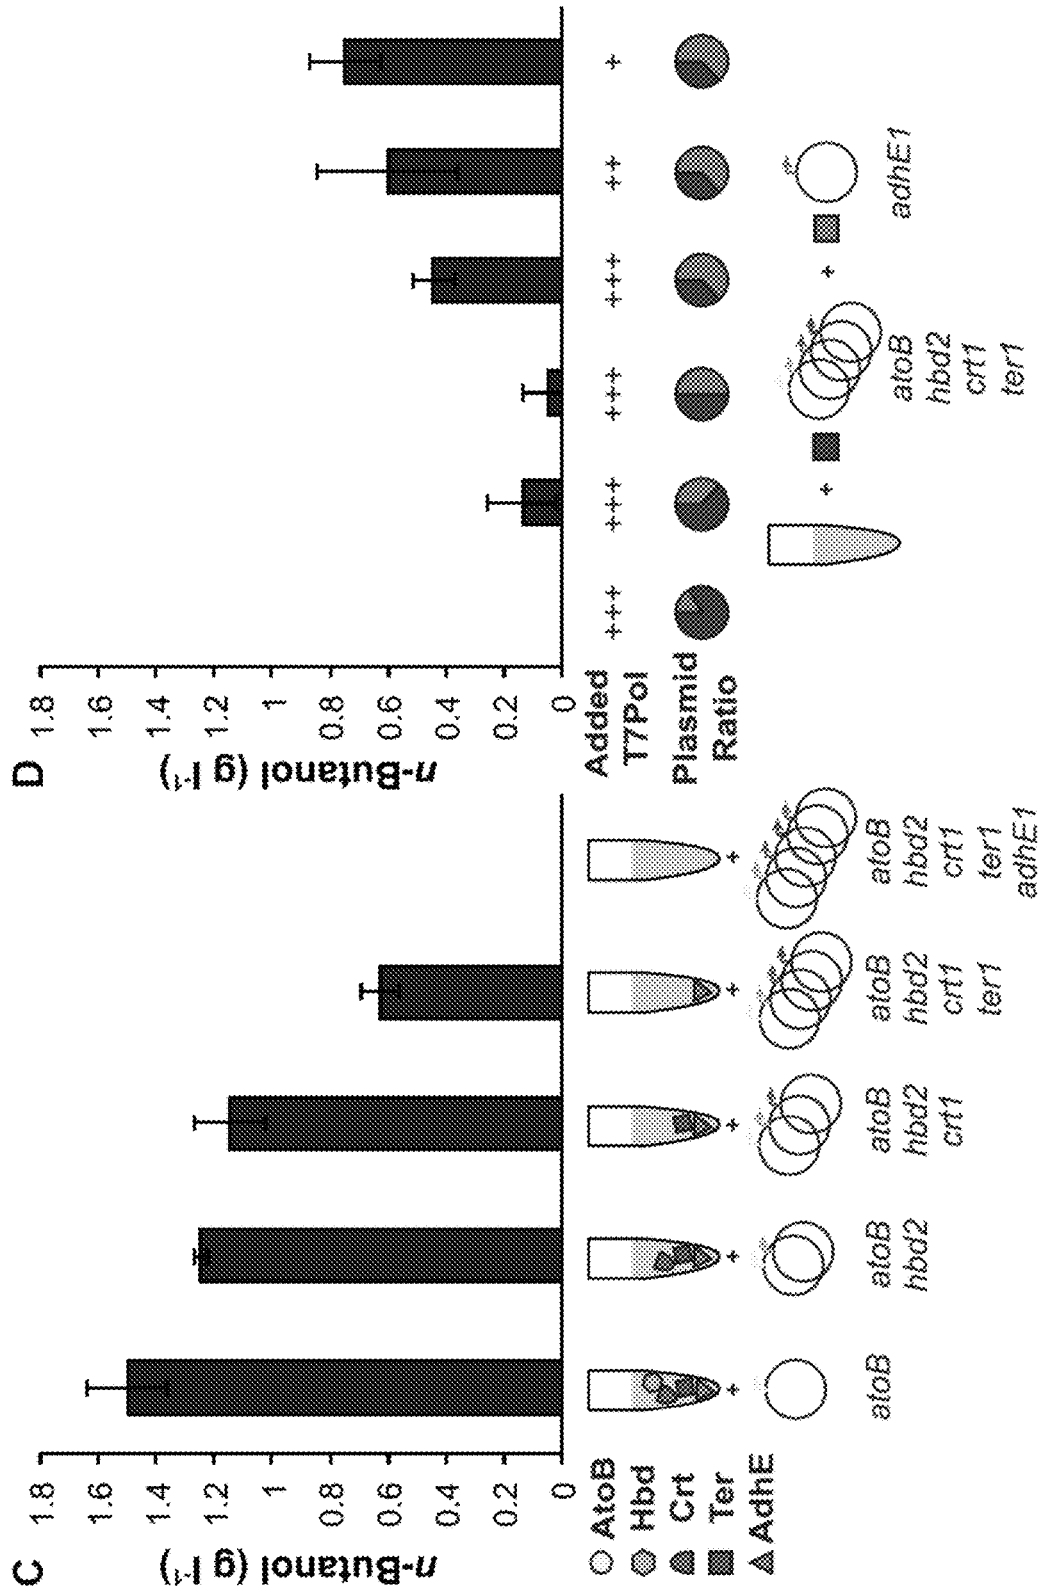 C
n-Butanol (g l⁻¹)
1.8
1.6
1.4
1.2
1
0.8
0.6
0.4
0.2
0
AtoB
Hbd
Crt
Ter
AdhE
+ + + + +
atoB
atoB
hbd2
atoB
hbd2
crt1
atoB
hbd2
crt1
ter1
atoB
hbd2
crt1
ter1
adhE1
D
n-Butanol (g l⁻¹)
1.8
1.6
1.4
1.2
1
0.8
0.6
0.4
0.2
0
Added
T7Pol
+++ +++ +++ +++ ++ +
Plasmid
Ratio
+ +
atoB
hbd2
crt1
ter1
adhE1